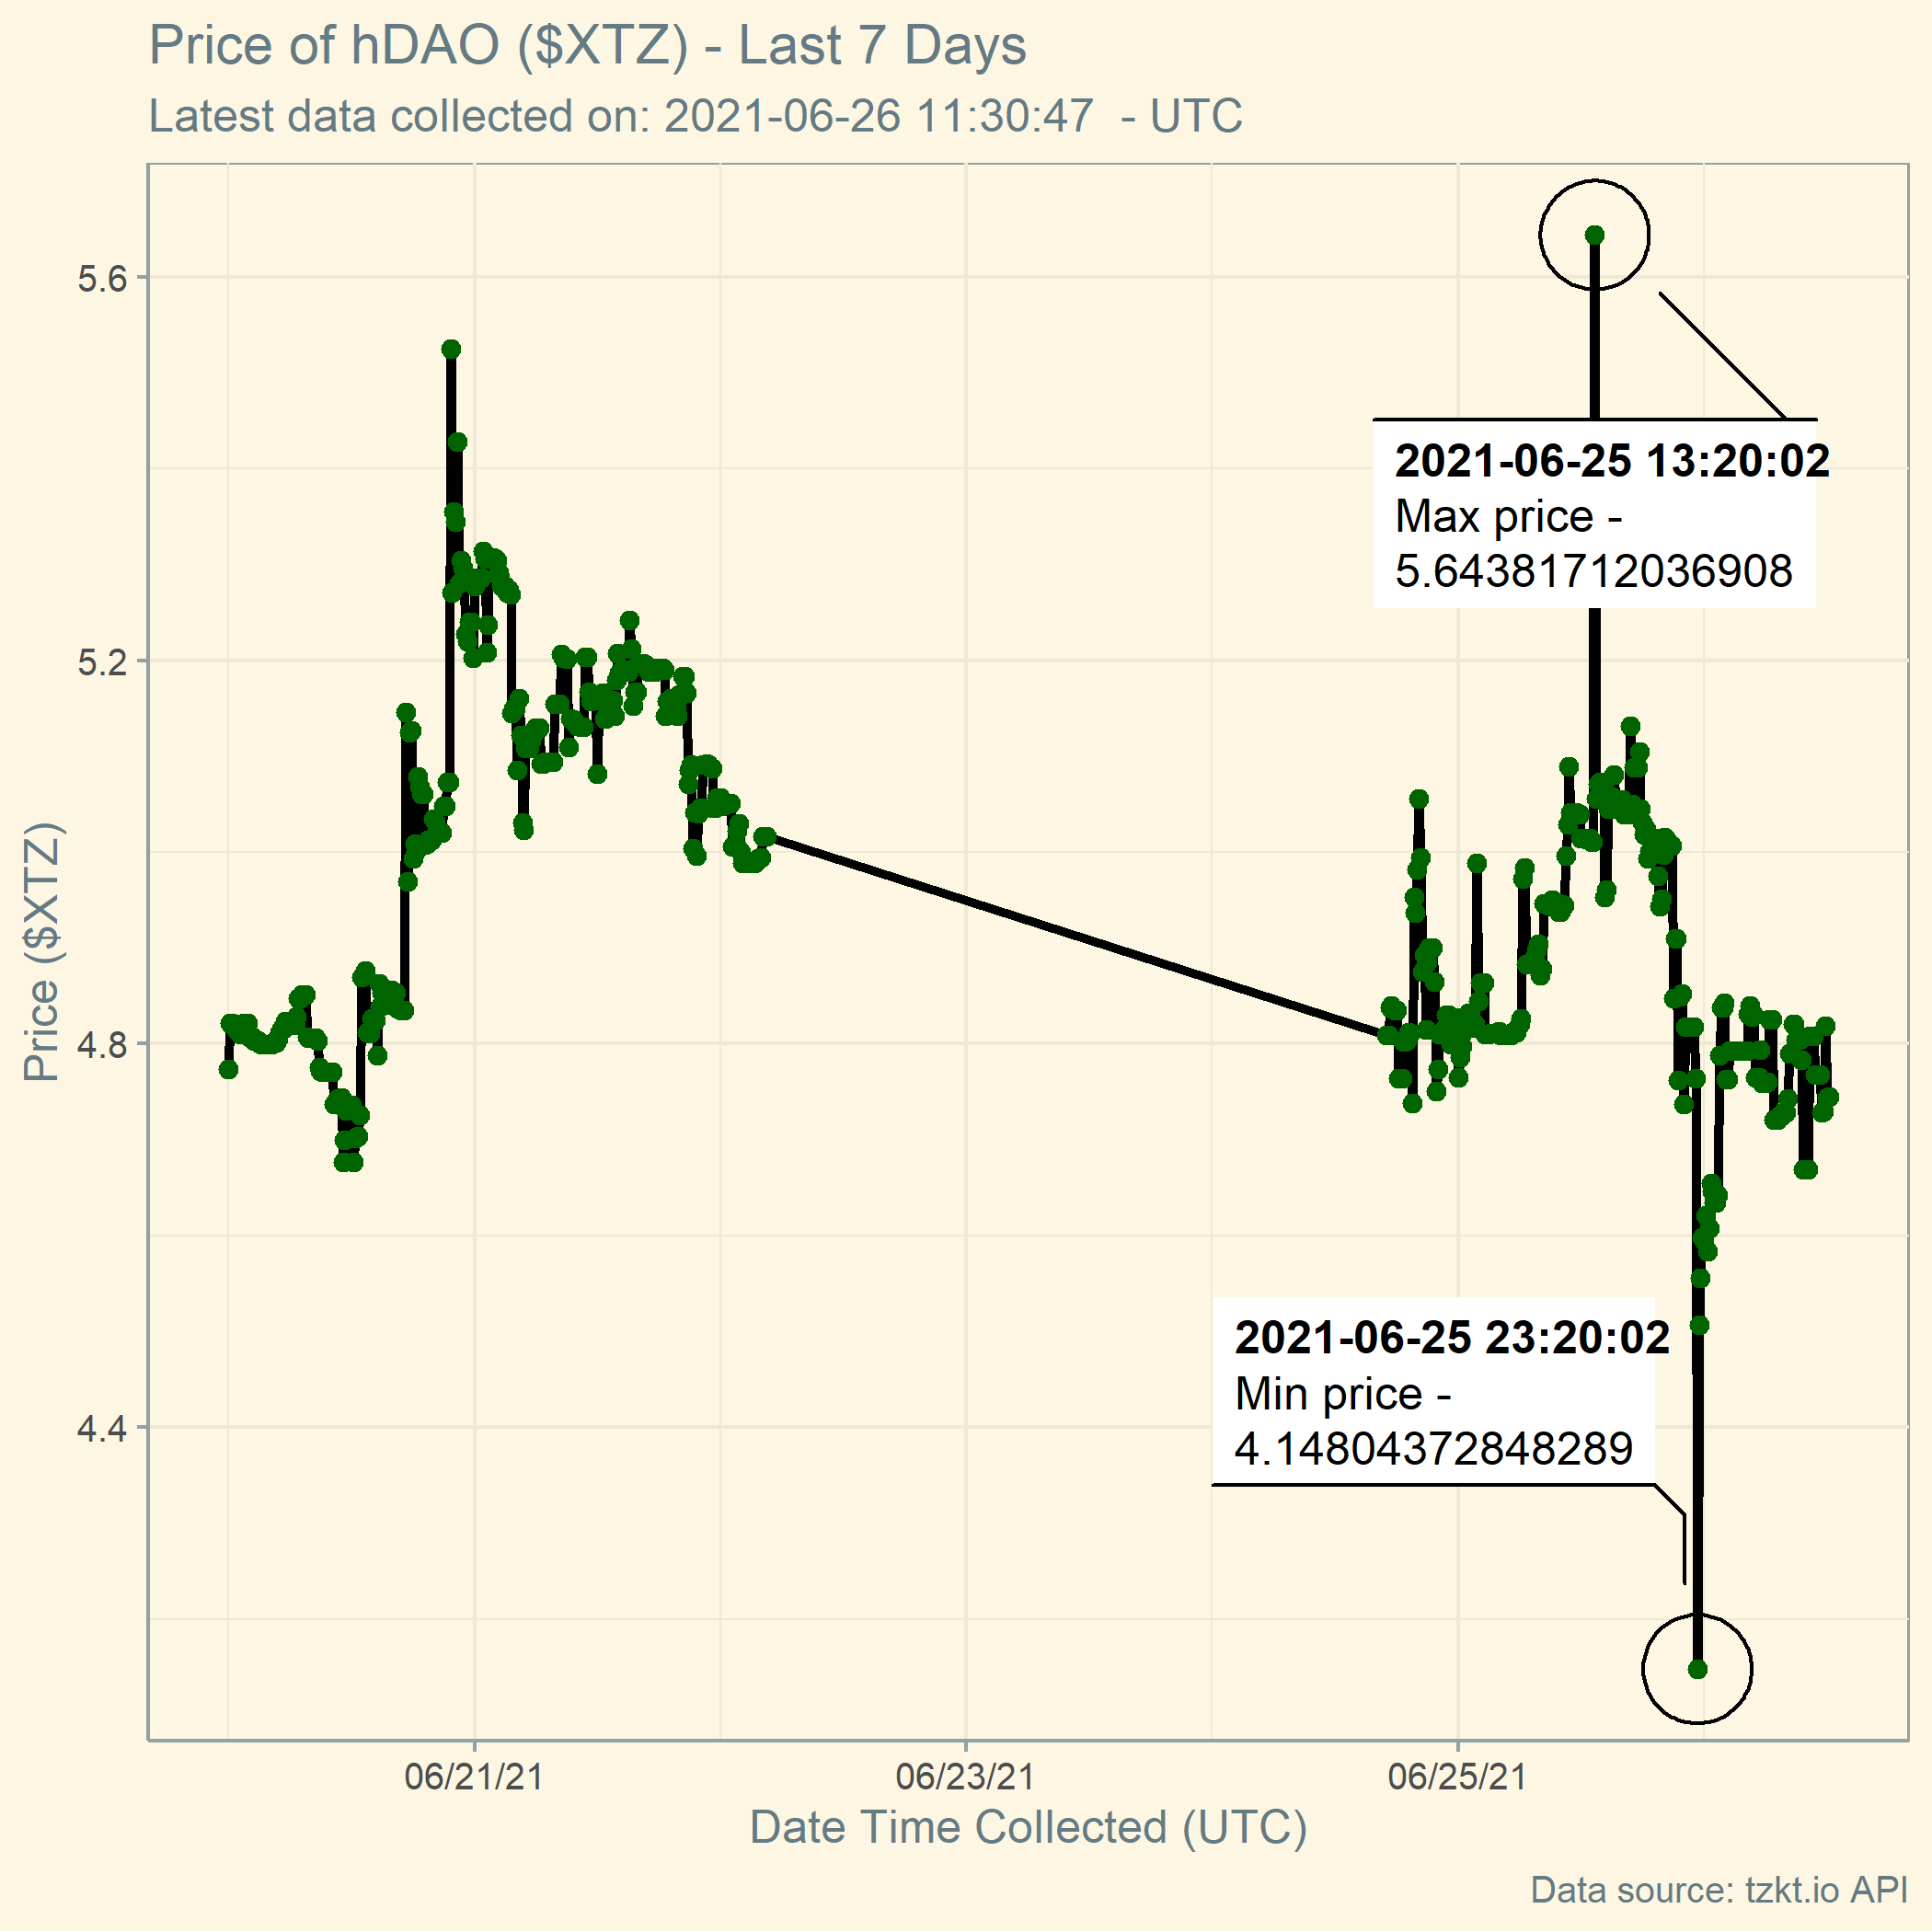 Price of hDAO ($XTZ) - Last 7 Days
Latest data collected on: 2021-06-26 11:30:47  - UTC
5.6
5.2
4.8
4.4
Price ($XTZ)
2021-06-25 13:20:02
Max price -
5.64381712036908
2021-06-25 23:20:02
Min price -
4.14804372848289
06/21/21
06/23/21
06/25/21
Date Time Collected (UTC)
Data source: tzkt.io API